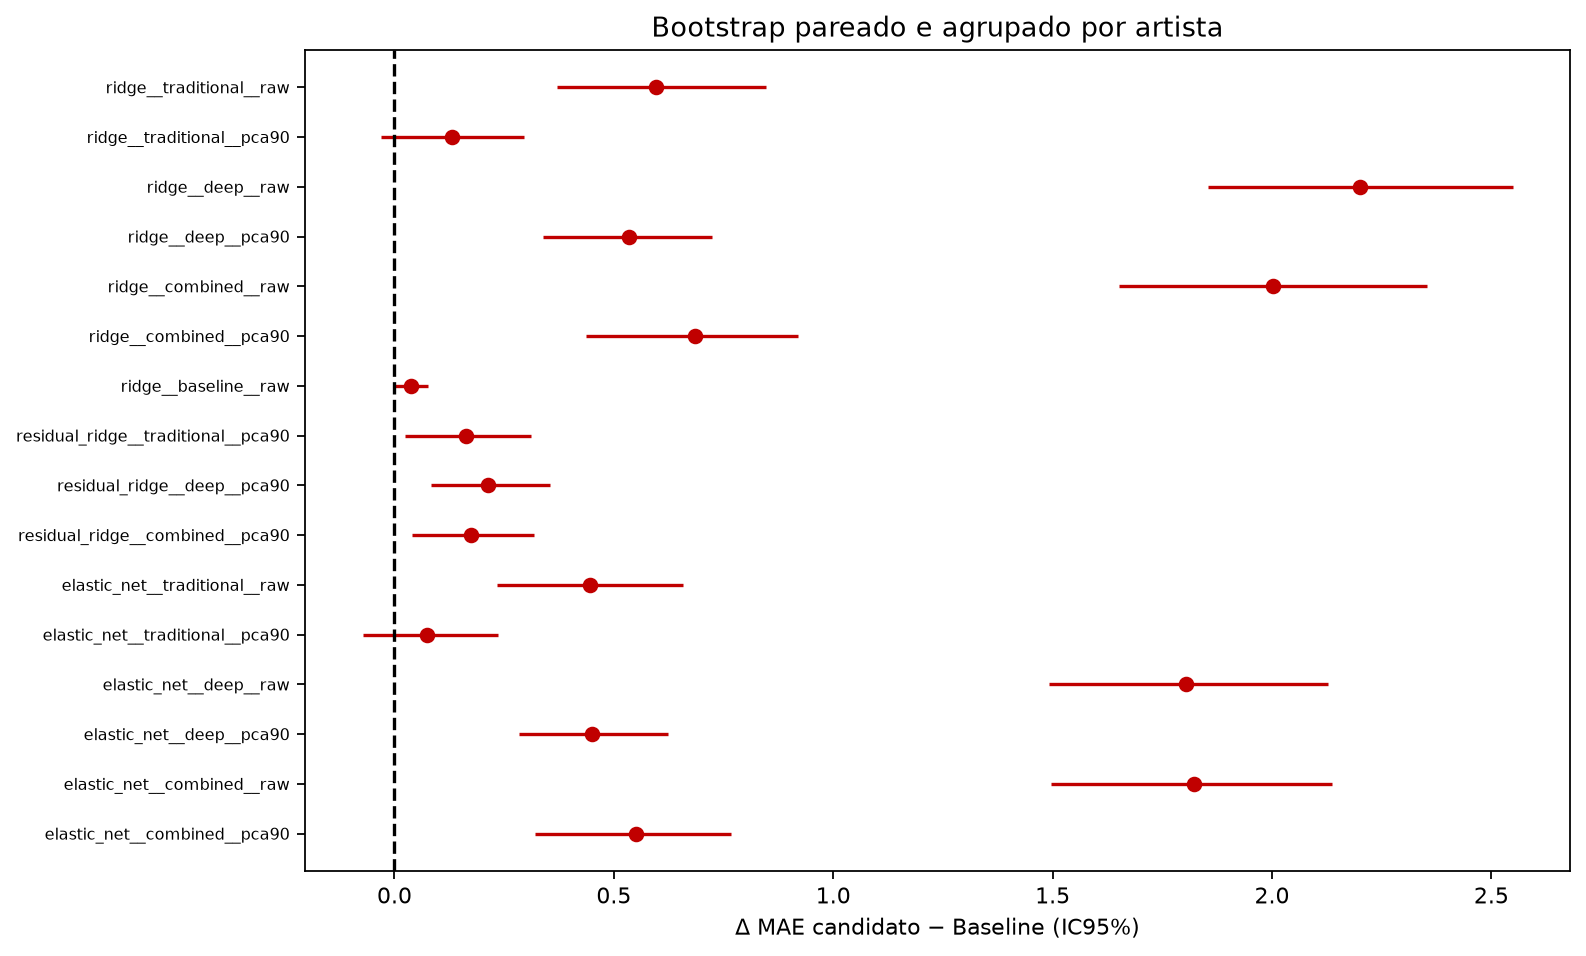 Bootstrap pareado e agrupado por artista
ridge__traditional__raw
ridge__traditional__pca90
ridge__deep__raw
ridge__deep__pca90
ridge__combined__raw
ridge__combined__pca90
ridge__baseline__raw
residual_ridge__traditional__pca90
residual_ridge__deep__pca90
residual_ridge__combined__pca90
elastic_net__traditional__raw
elastic_net__traditional__pca90
elastic_net__deep__raw
elastic_net__deep__pca90
elastic_net__combined__raw
elastic_net__combined__pca90
0.0 0.5 1.0 1.5 2.0 2.5
Δ MAE candidato − Baseline (IC95%)